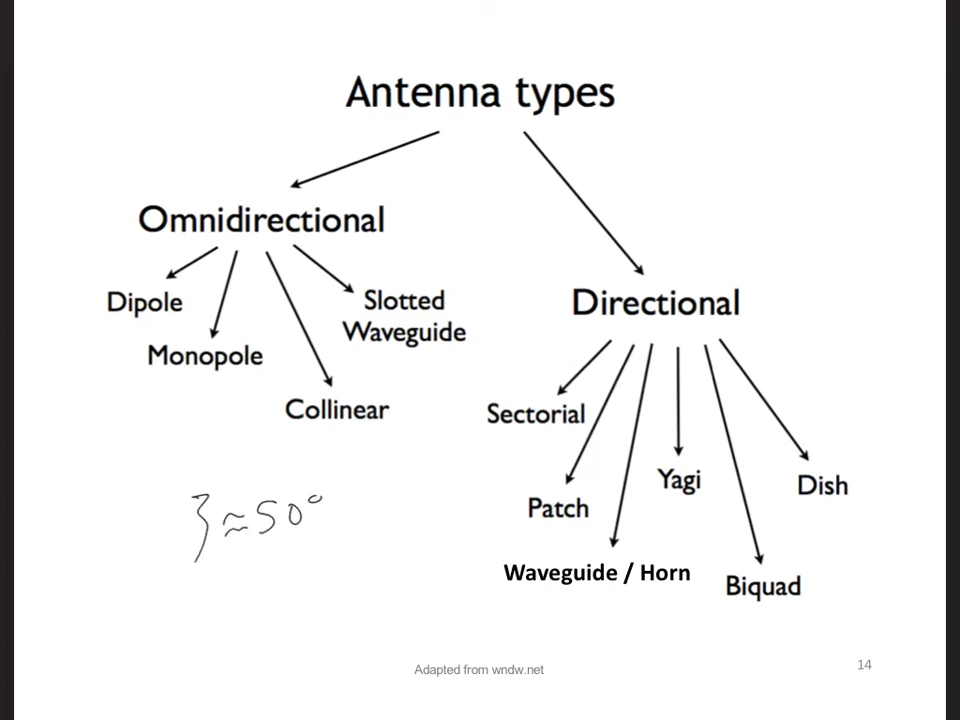 Antenna types
Omnidirectional
Dipole
Monopole
Collinear
Slotted
Waveguide
Directional
Sectorial
Patch
Waveguide / Horn
Yagi
Biquad
Dish
≈50°
Adapted from wndw.net
14